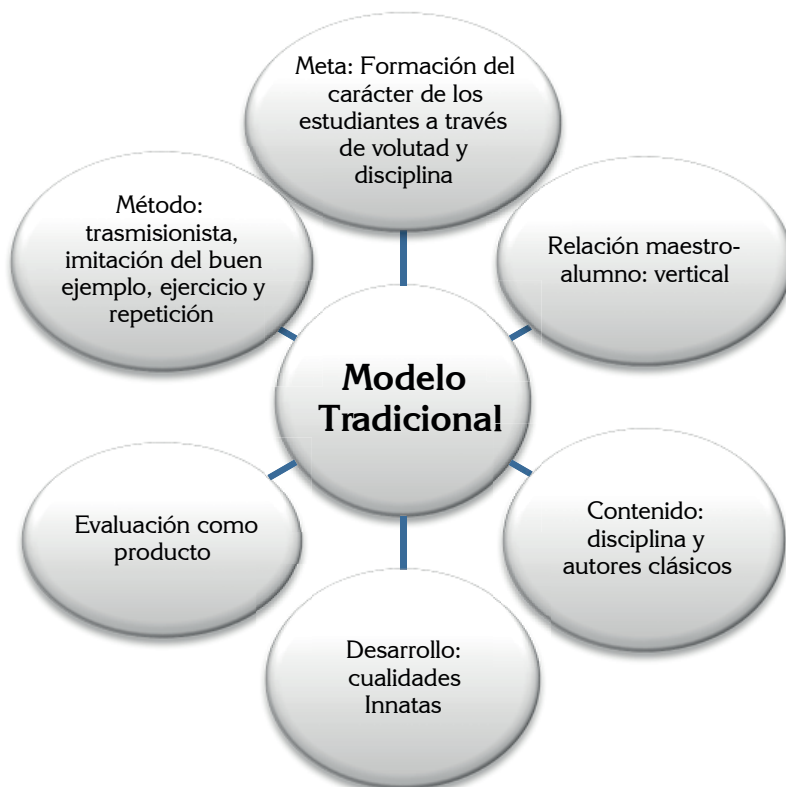 Meta: Formación del
carácter de los
estudiantes a través
de volutad y
disciplina
Relación maestro-
alumno: vertical
Contenido:
disciplina y
autores clásicos
Desarrollo:
cualidades
Innatas
Evaluación como
producto
Método:
trasmisionista,
imitación del buen
ejemplo, ejercicio y
repetición
Modelo
Tradicional